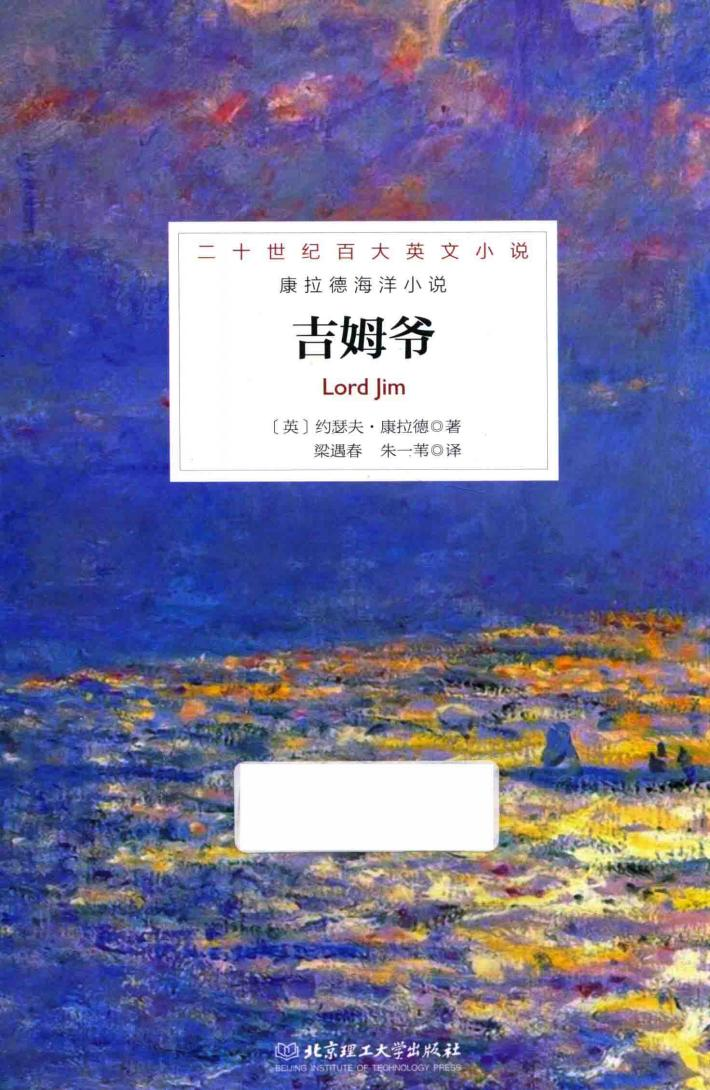 二十世纪百大英文小说
康拉德海洋小说
吉姆爷
Lord Jim
〔英〕约瑟夫·康拉德◎著
梁遇春 朱一苇◎译
北京理工大学出版社
BEIJING INSTITUTE OF TECHNOLOGY PRESS